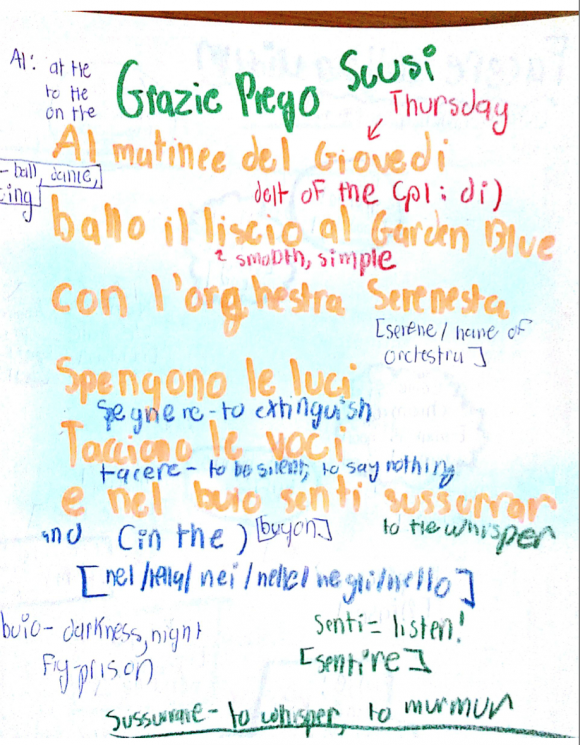 Al: at the
to the
on the
Grazie Prego Scusi
Thursday
Al matinee del Giovedi
- ball, dance,
ing
of the (pl: di)
ballo il liscio al Garden Blue
smooth, simple
con l'orghestra Serenesta
[serene / name of
orchestra]
Spengono le luci
Spegnere - to extinguish
Tacciono le voci
tacere - to be silent, to say nothing
e nel buio senti sussurrar
and (in the) [buyon] to the whisper
[nel / nella / nei / nelle / negli / nello]
buio - darkness, night
Fig prison
senti = listen!
[sentire]
sussurrare - to whisper, to murmur